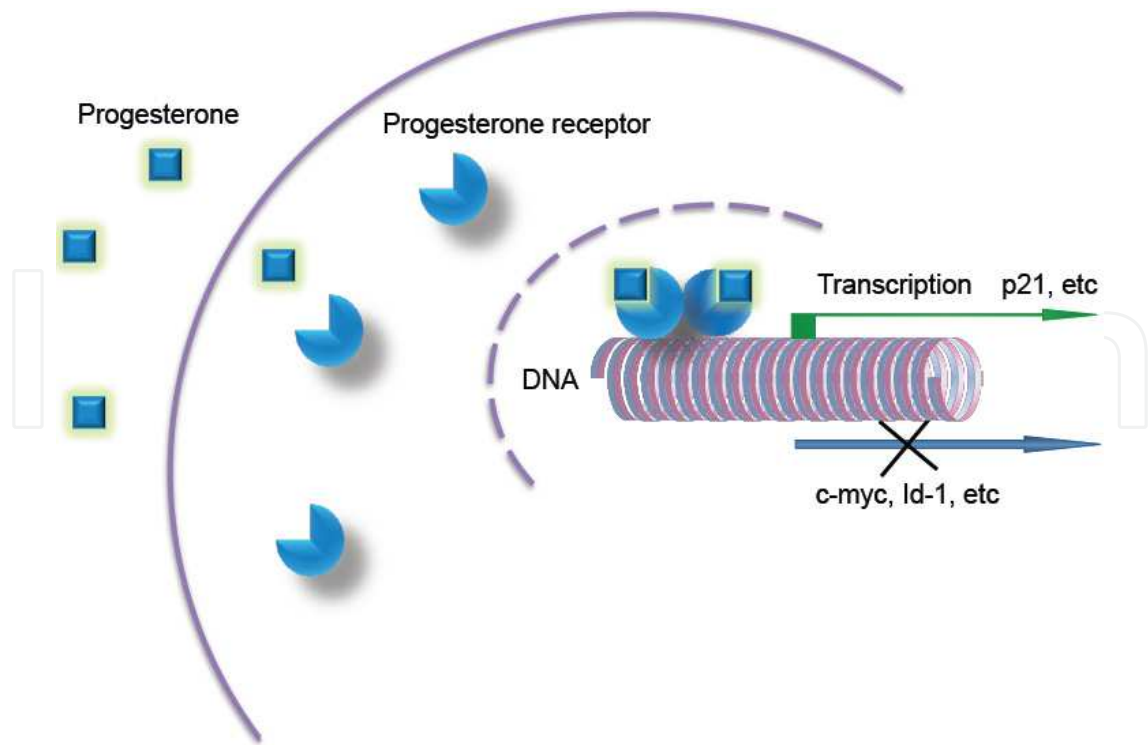 Progesterone
Progesterone receptor
Transcription p21, etc
DNA
c-myc, Id-1, etc